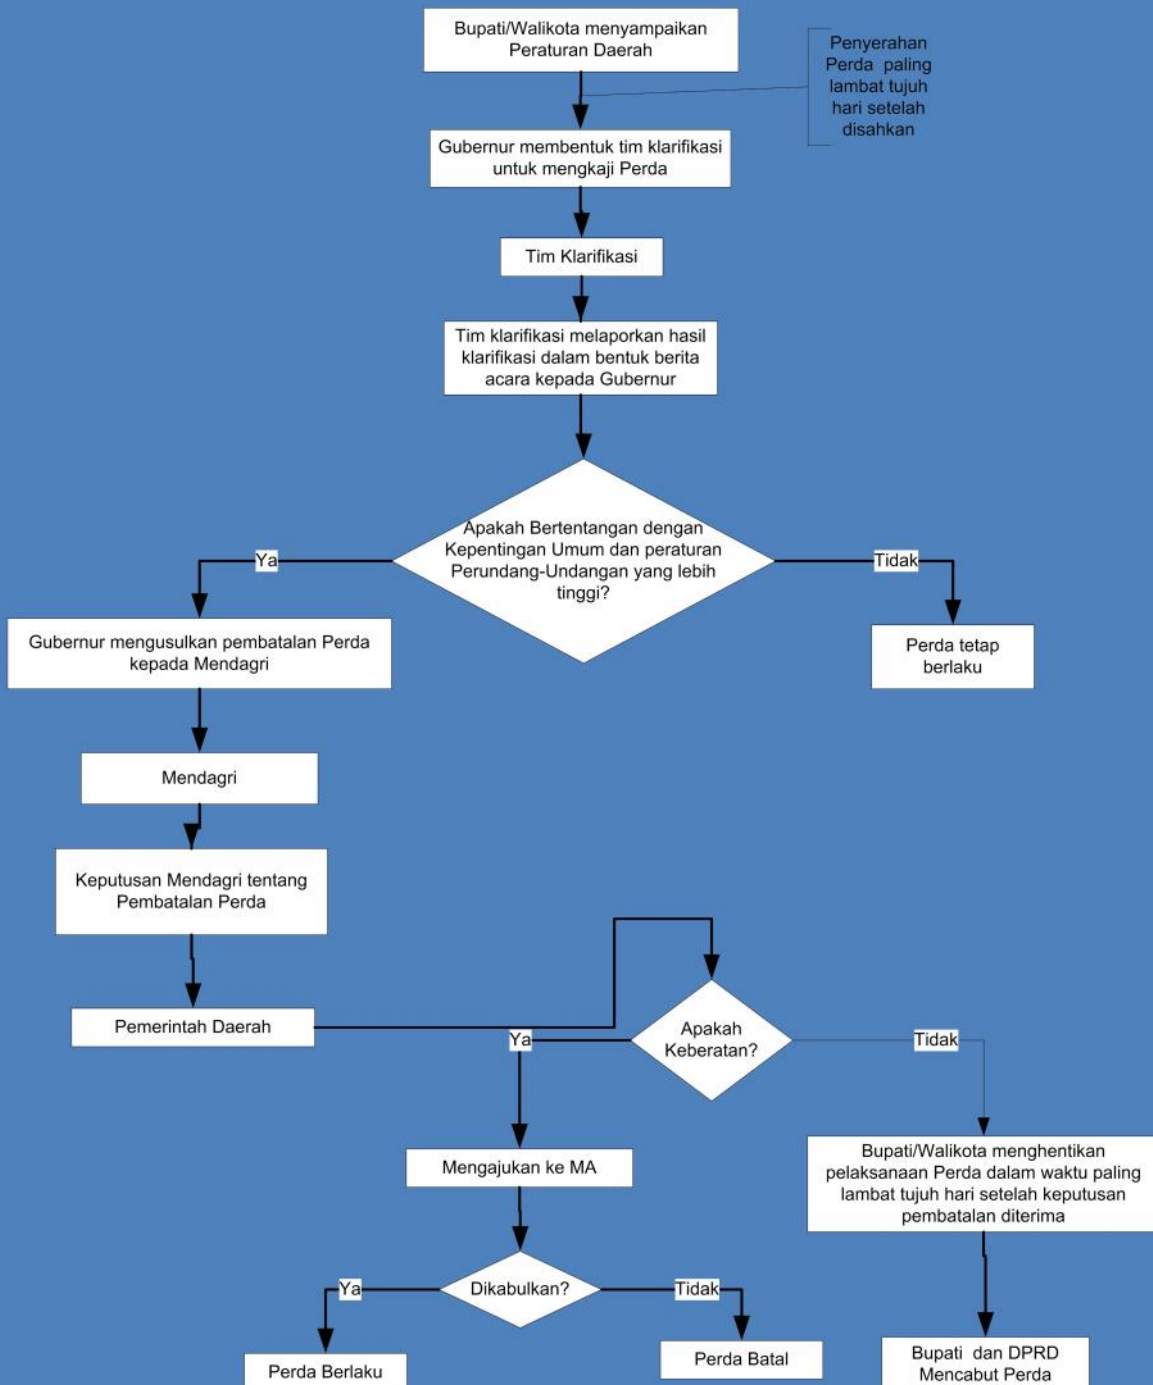 Bupati/Walikota menyampaikan
Peraturan Daerah
Penyerahan
Perda paling
lambat tujuh
hari setelah
disahkan
Gubernur membentuk tim klarifikasi
untuk mengkaji Perda
Tim Klarifikasi
Tim klarifikasi melaporkan hasil
klarifikasi dalam bentuk berita
acara kepada Gubernur
Apakah Bertentangan dengan
Kepentingan Umum dan peraturan
Perundang-Undangan yang lebih
tinggi?
Ya
Tidak
Gubernur mengusulkan pembatalan Perda
kepada Mendagri
Perda tetap
berlaku
Mendagri
Keputusan Mendagri tentang
Pembatalan Perda
Pemerintah Daerah
Apakah
Keberatan?
Ya
Tidak
Mengajukan ke MA
Bupati/Walikota menghentikan
pelaksanaan Perda dalam waktu paling
lambat tujuh hari setelah keputusan
pembatalan diterima
Dikabulkan?
Ya
Tidak
Perda Berlaku
Perda Batal
Bupati dan DPRD
Mencabut Perda